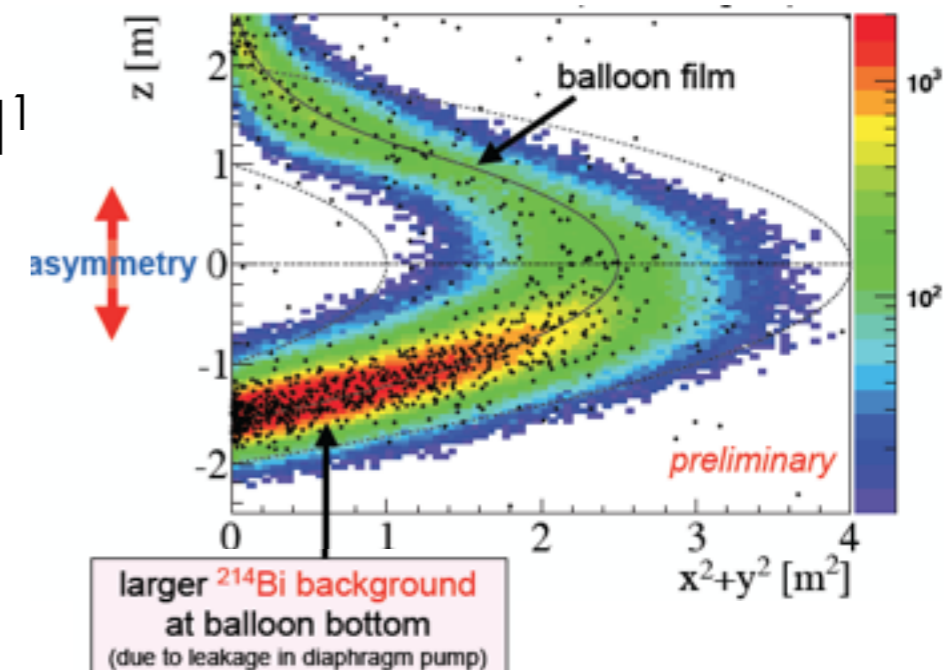 z [m]
2
1
0
-1
-2
1
asymmetry
balloon film
10³
10²
preliminary
0 1 2 3 4
x²+y² [m²]
larger ²¹⁴Bi background
at balloon bottom
(due to leakage in diaphragm pump)